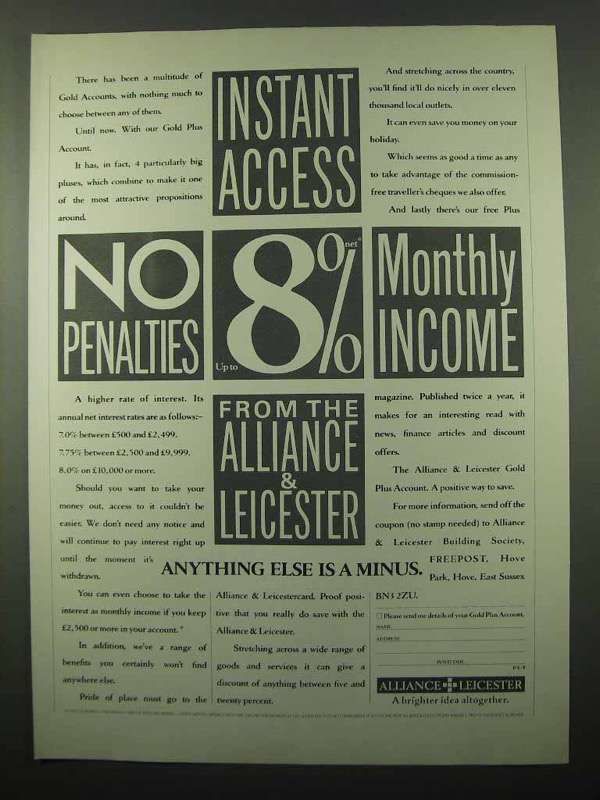 There has been a multitude of
Gold Accounts, with nothing much to
choose between any of them.
Until now. With our Gold Plus
Account.
It has, in fact, 4 particularly big
pluses, which combine to make it one
of the most attractive propositions
around.
INSTANT
ACCESS
NO
PENALTIES
Up to 8% net*
Monthly
INCOME
FROM THE
ALLIANCE
&
LEICESTER
A higher rate of interest. Its
annual net interest rates are as follows:–
7.0% between £500 and £2,499.
7.75% between £2,500 and £9,999.
8.0% on £10,000 or more.
Should you want to take your
money out, access to it couldn't be
easier. We don't need any notice and
will continue to pay interest right up
until the moment it's
withdrawn.
ANYTHING ELSE IS A MINUS.
You can even choose to take the
interest as monthly income if you keep
£2,500 or more in your account.*
In addition, we've a range of
benefits you certainly won't find
anywhere else.
Pride of place must go to the
Alliance & Leicestercard. Proof posi-
tive that you really do save with the
Alliance & Leicester.
Stretching across a wide range of
goods and services it can give a
discount of anything between five and
twenty percent.
And stretching across the country,
you'll find it'll do nicely in over eleven
thousand local outlets.
It can even save you money on your
holiday.
Which seems as good a time as any
to take advantage of the commission-
free traveller's cheques we also offer.
And lastly there's our free Plus
magazine. Published twice a year, it
makes for an interesting read with
news, finance articles and discount
offers.
The Alliance & Leicester Gold
Plus Account. A positive way to save.
For more information, send off the
coupon (no stamp needed) to Alliance
& Leicester Building Society,
FREEPOST, Hove
Park, Hove, East Sussex
BN3 2ZU.
Please send me details of your Gold Plus Account.
NAME
ADDRESS
POSTCODE
ALLIANCE LEICESTER
A brighter idea altogether.